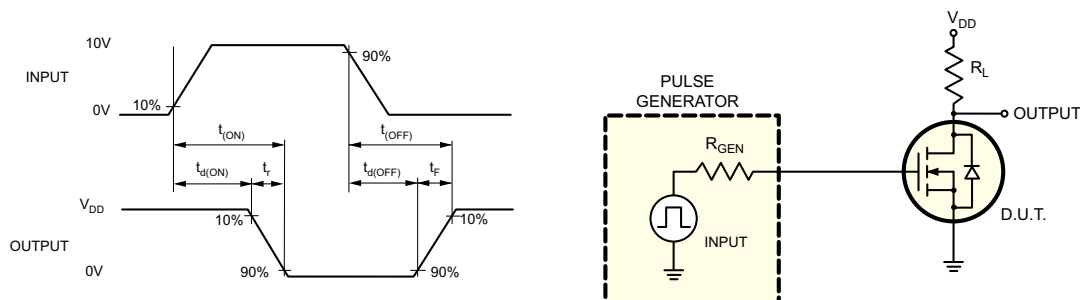 10V
INPUT
0V
10%
90%
t(ON)
t(OFF)
td(ON)
tr
td(OFF)
tF
VDD
OUTPUT
0V
10%
90%
90%
10%
PULSE
GENERATOR
RGEN
INPUT
VDD
RL
OUTPUT
D.U.T.